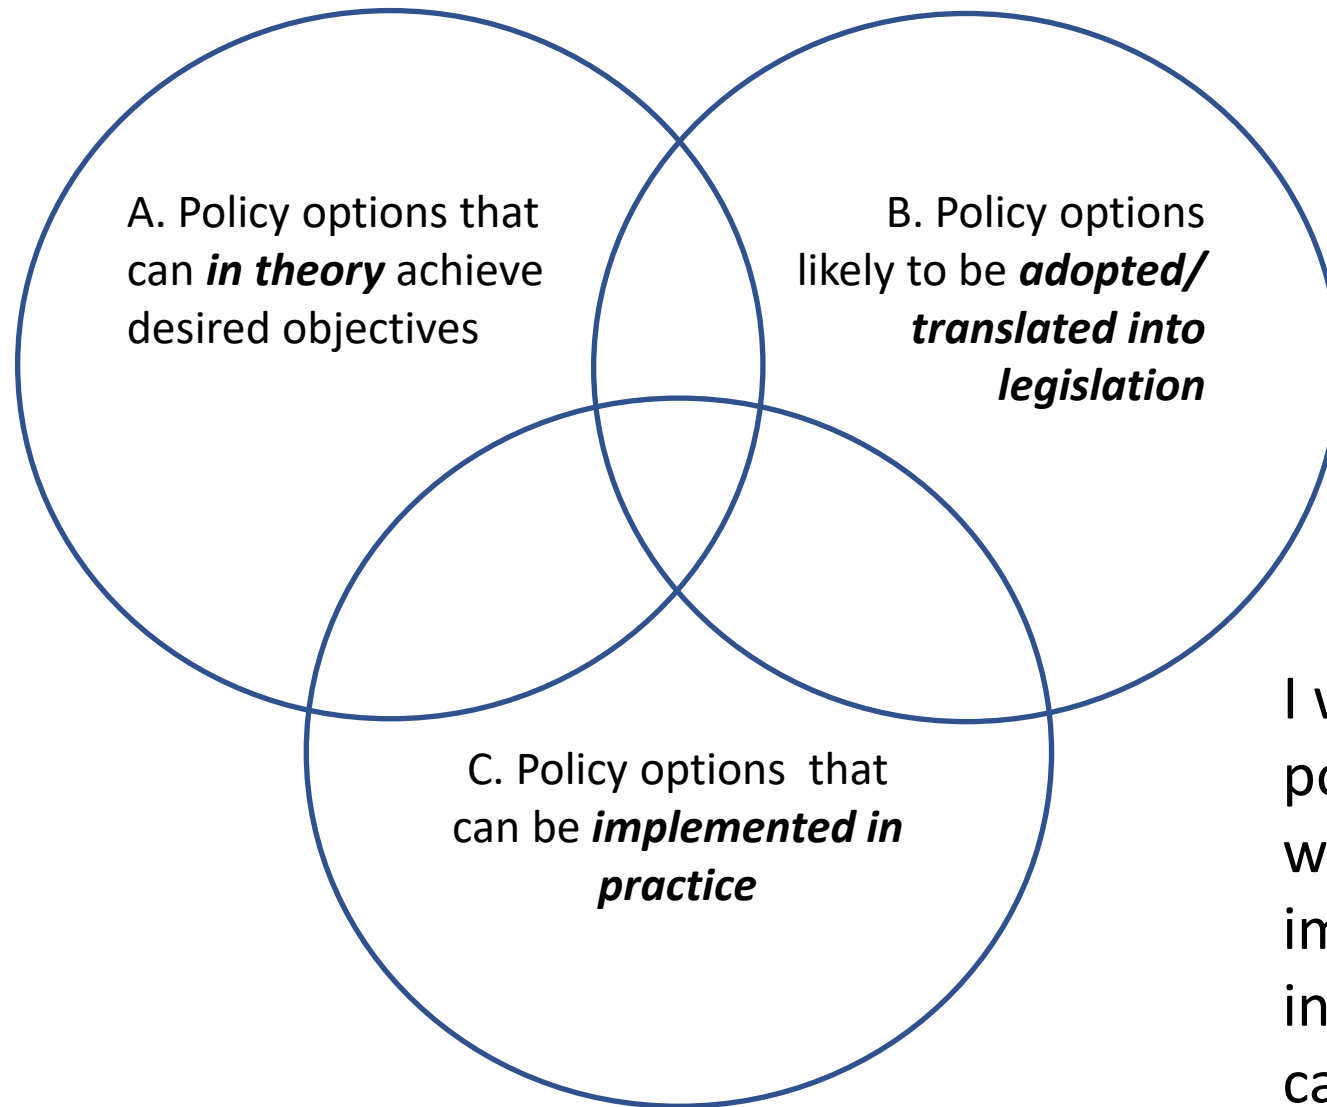 A. Policy options that
can in theory achieve
desired objectives
B. Policy options
likely to be adopted/
translated into
legislation
C. Policy options that
can be implemented in
practice
I